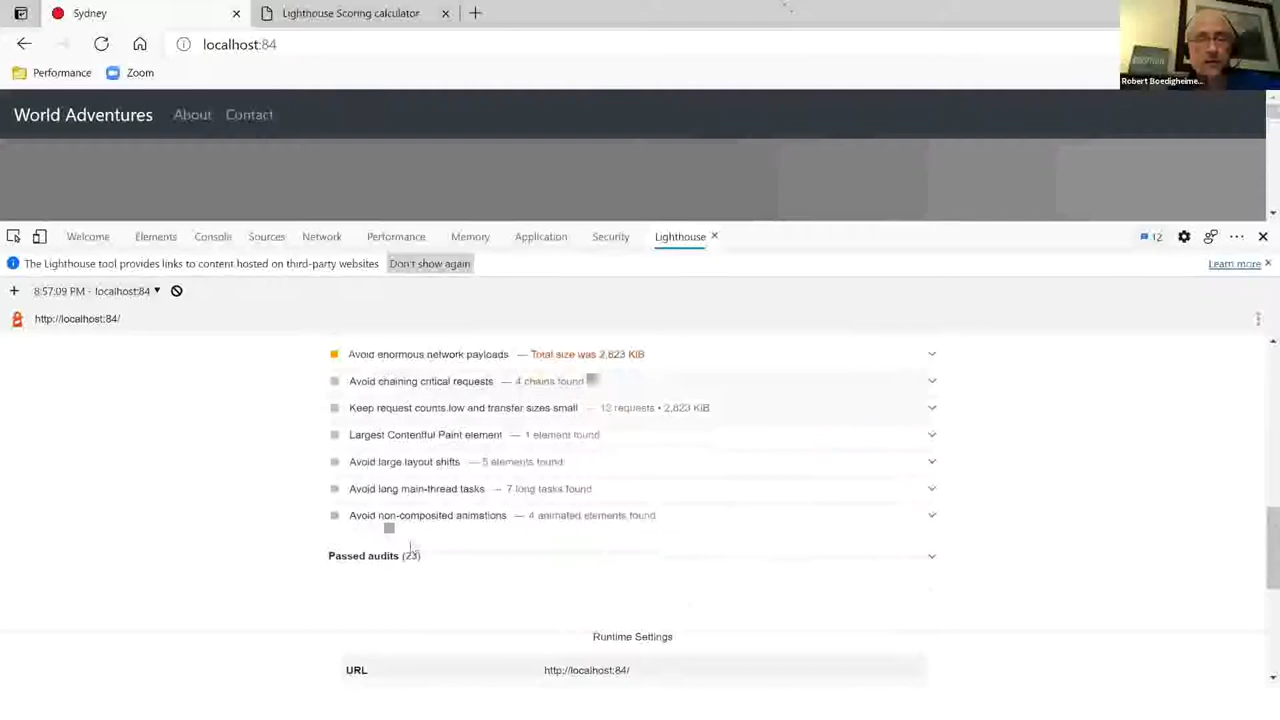 Sydney
Lighthouse Scoring calculator
localhost:84
Performance
Zoom
Robert Boedigheime...
World Adventures
About
Contact
Welcome
Elements
Console
Sources
Network
Performance
Memory
Application
Security
Lighthouse
12
The Lighthouse tool provides links to content hosted on third-party websites
Don't show again
Learn more
8:57:09 PM - localhost:84
http://localhost:84/
Avoid enormous network payloads — Total size was 2,823 KiB
Avoid chaining critical requests — 4 chains found
Keep request counts low and transfer sizes small — 12 requests • 2,823 KiB
Largest Contentful Paint element — 1 element found
Avoid large layout shifts — 5 elements found
Avoid long main-thread tasks — 7 long tasks found
Avoid non-composited animations — 4 animated elements found
Passed audits (23)
Runtime Settings
URL http://localhost:84/